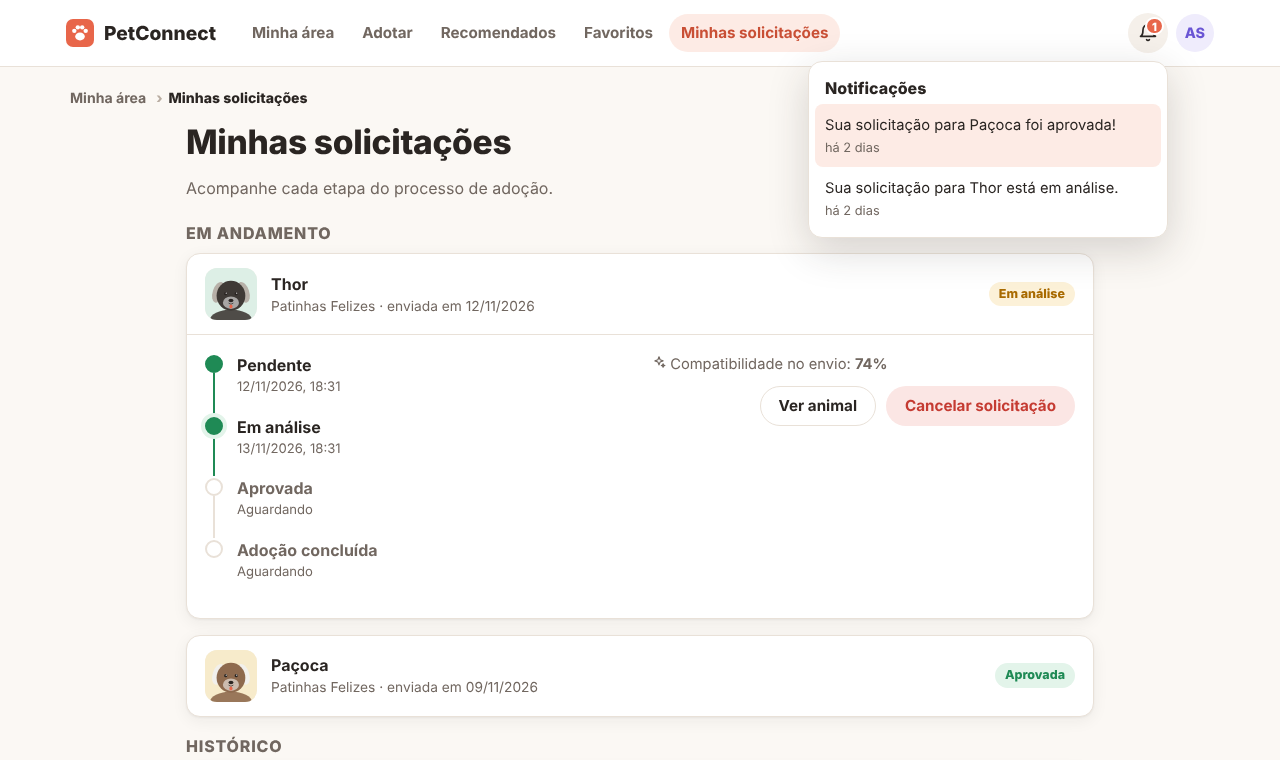 PetConnect
Minha área
Adotar
Recomendados
Favoritos
Minhas solicitações
1
AS
Minha área › Minhas solicitações
Notificações
Sua solicitação para Paçoca foi aprovada!
há 2 dias
Sua solicitação para Thor está em análise.
há 2 dias
Minhas solicitações
Acompanhe cada etapa do processo de adoção.
EM ANDAMENTO
Thor
Patinhas Felizes · enviada em 12/11/2026
Em análise
Pendente
12/11/2026, 18:31
Em análise
13/11/2026, 18:31
Aprovada
Aguardando
Adoção concluída
Aguardando
Compatibilidade no envio: 74%
Ver animal
Cancelar solicitação
Paçoca
Patinhas Felizes · enviada em 09/11/2026
Aprovada
HISTÓRICO